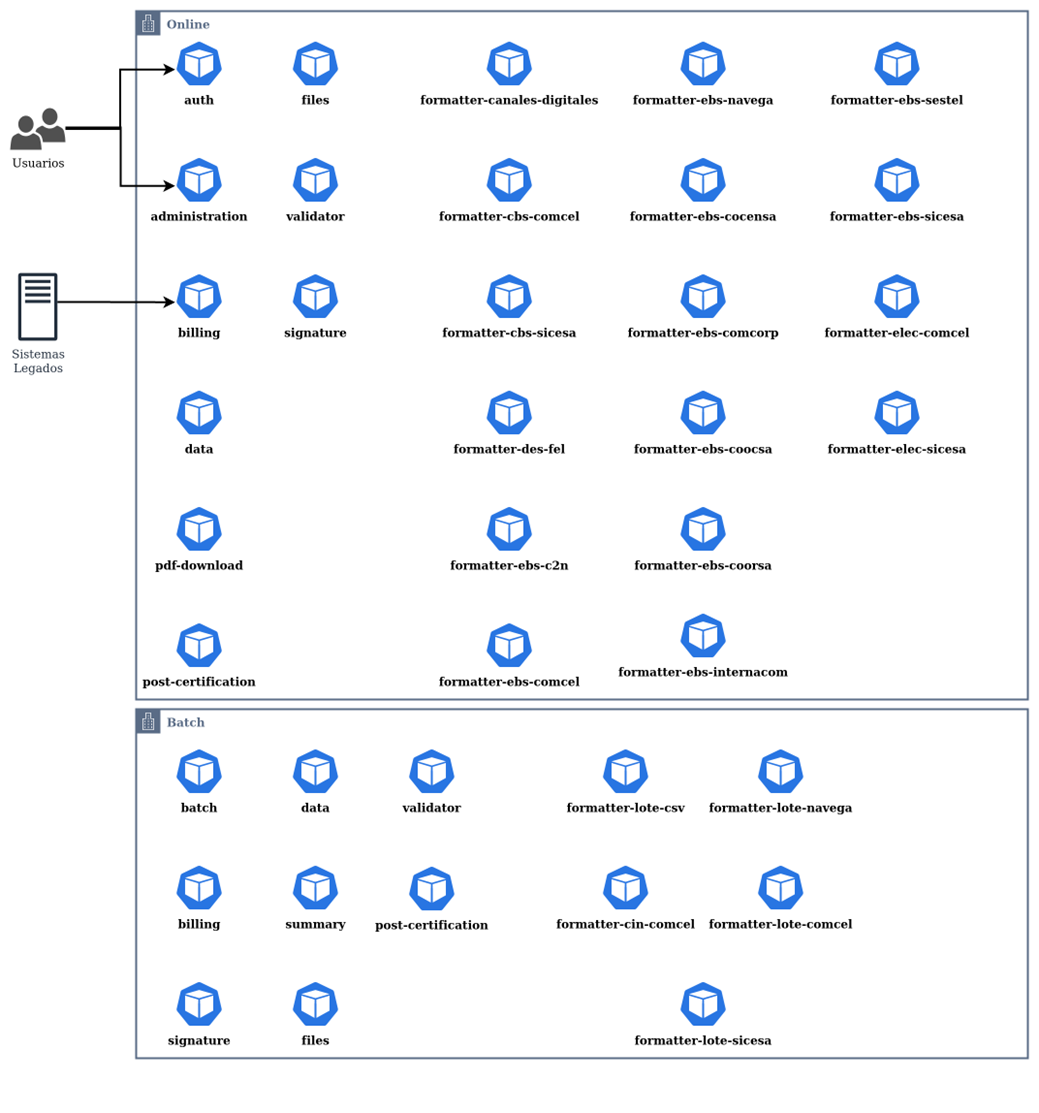 Online
auth
files
formatter-canales-digitales
formatter-ebs-navega
formatter-ebs-sestel
Usuarios
administration
validator
formatter-cbs-comcel
formatter-ebs-cocensa
formatter-ebs-sicesa
billing
signature
formatter-cbs-sicesa
formatter-ebs-comcorp
formatter-elec-comcel
Sistemas
Legados
data
formatter-des-fel
formatter-ebs-coocsa
formatter-elec-sicesa
pdf-download
formatter-ebs-c2n
formatter-ebs-coorsa
post-certification
formatter-ebs-comcel
formatter-ebs-internacom
Batch
batch
data
validator
formatter-lote-csv
formatter-lote-navega
billing
summary
post-certification
formatter-cin-comcel
formatter-lote-comcel
signature
files
formatter-lote-sicesa